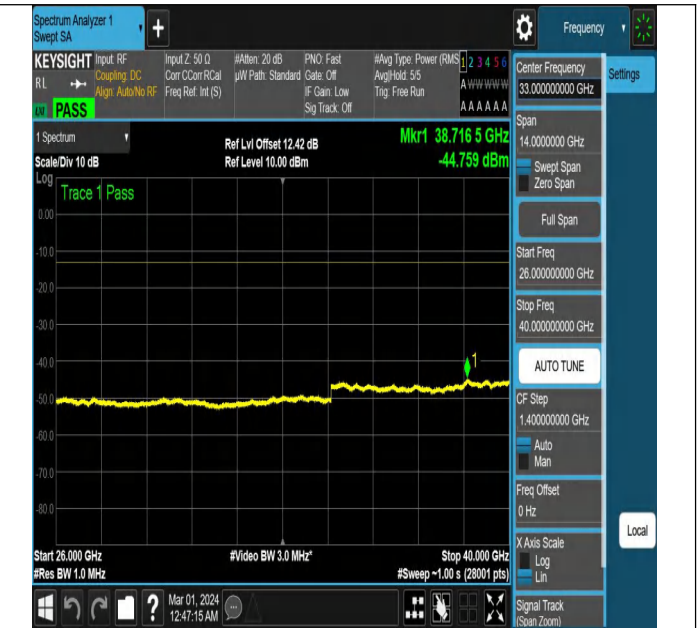 Spectrum Analyzer 1
Swept SA
Frequency
KEYSIGHT
RL
PASS
Input: RF
Coupling: DC
Align: Auto/No RF
Input Z: 50 Ω
Corr CCorr RCal
Freq Ref: Int (S)
#Atten: 20 dB
µW Path: Standard
PNO: Fast
Gate: Off
IF Gain: Low
Sig Track: Off
#Avg Type: Power (RMS
Avg|Hold: 5/5
Trig: Free Run
1 2 3 4 5 6
A W W W W W
A A A A A A
1 Spectrum
Scale/Div 10 dB
Ref Lvl Offset 12.42 dB
Ref Level 10.00 dBm
Mkr1 38.716 5 GHz
-44.759 dBm
Log
Trace 1 Pass
0.00
-10.0
-20.0
-30.0
-40.0
-50.0
-60.0
-70.0
-80.0
1
Start 26.000 GHz
#Res BW 1.0 MHz
#Video BW 3.0 MHz*
Stop 40.000 GHz
#Sweep ~1.00 s (28001 pts)
?
Mar 01, 2024
12:47:15 AM
Center Frequency
33.000000000 GHz
Settings
Span
14.0000000 GHz
Swept Span
Zero Span
Full Span
Start Freq
26.000000000 GHz
Stop Freq
40.000000000 GHz
AUTO TUNE
CF Step
1.400000000 GHz
Auto
Man
Freq Offset
0 Hz
X Axis Scale
Log
Lin
Local
Signal Track
(Span Zoom)